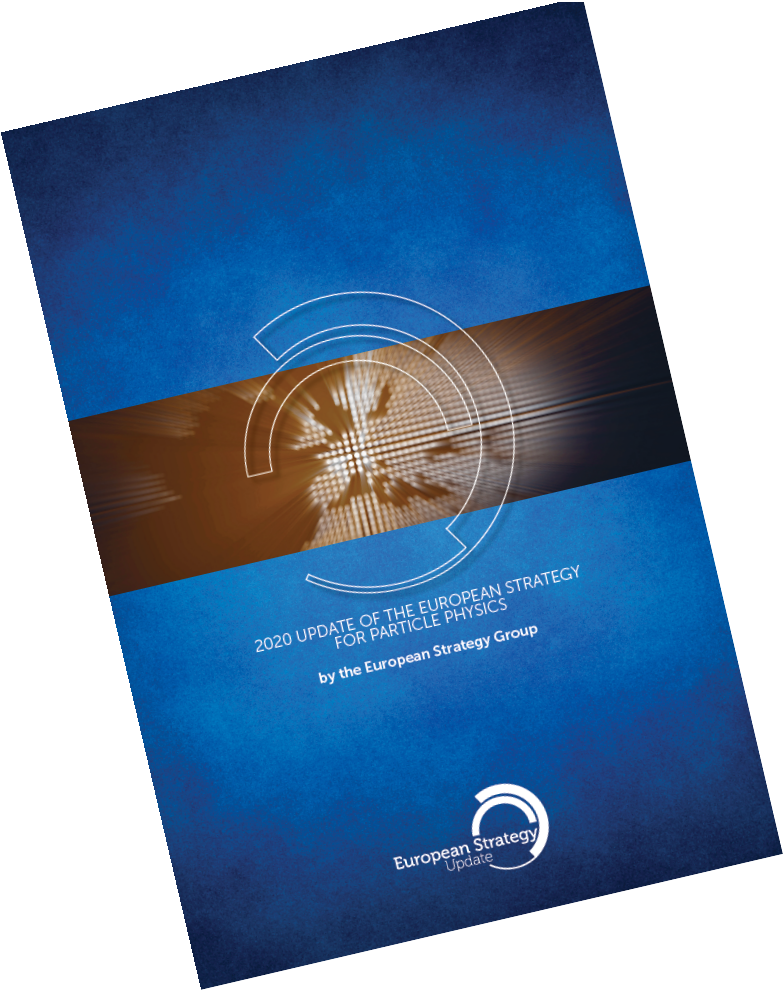 2020 UPDATE OF THE EUROPEAN STRATEGY
FOR PARTICLE PHYSICS
by the European Strategy Group
European Strategy
Update